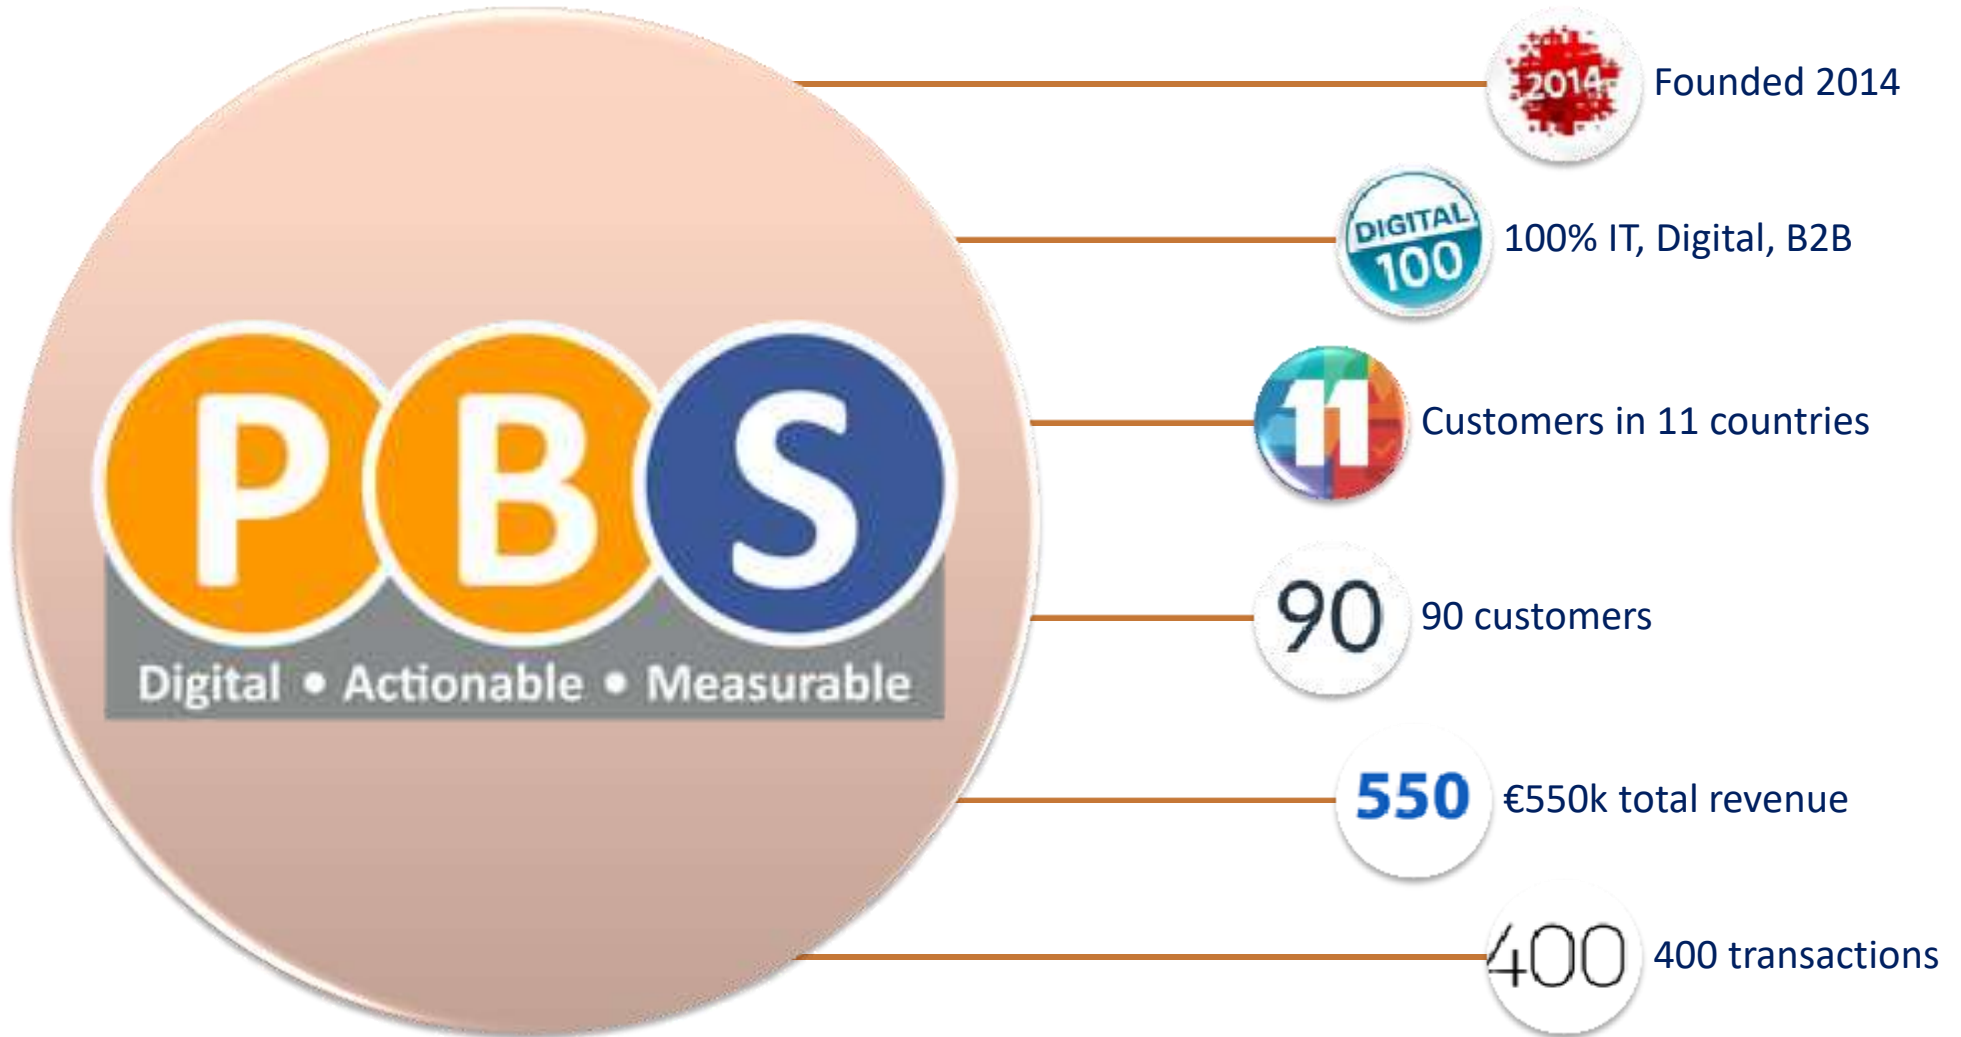 PBS
Digital • Actionable • Measurable
2014
Founded 2014
DIGITAL
100
100% IT, Digital, B2B
11
Customers in 11 countries
90
90 customers
550
€550k total revenue
400
400 transactions